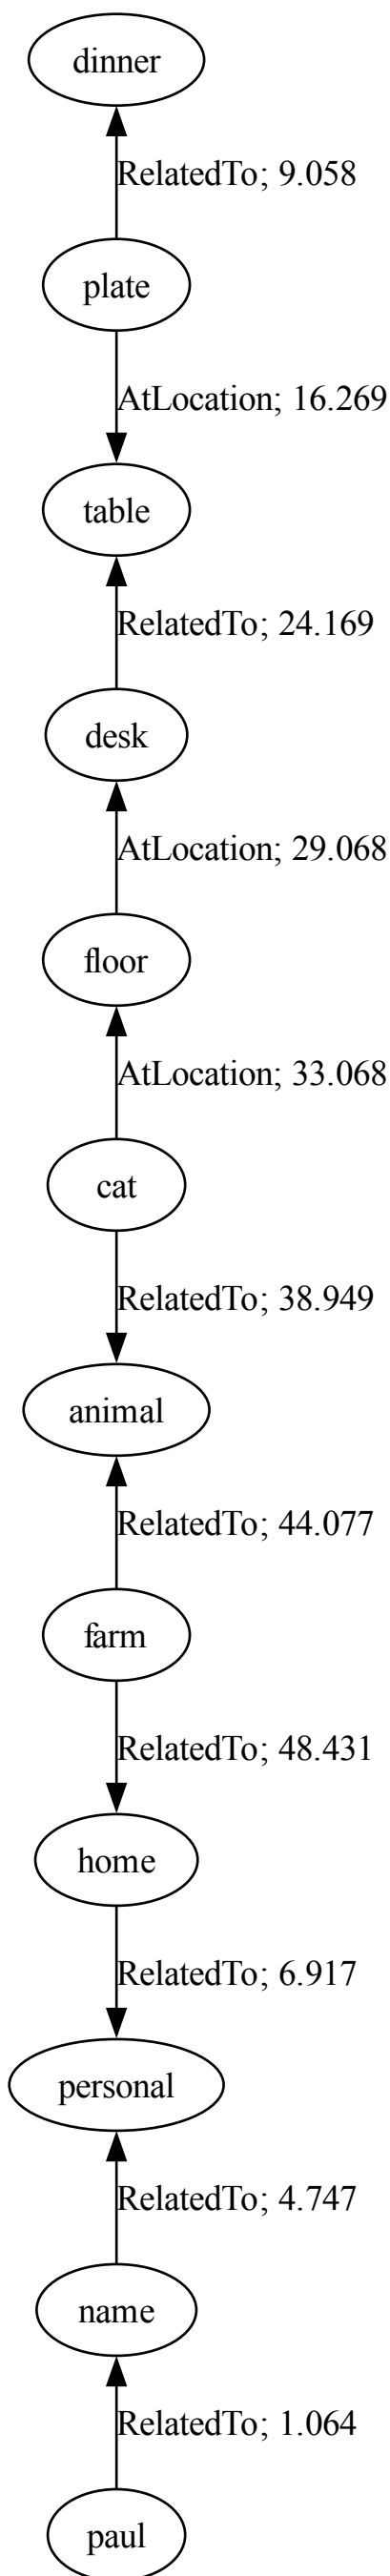 dinner
RelatedTo; 9.058
plate
AtLocation; 16.269
table
RelatedTo; 24.169
desk
AtLocation; 29.068
floor
AtLocation; 33.068
cat
RelatedTo; 38.949
animal
RelatedTo; 44.077
farm
RelatedTo; 48.431
home
RelatedTo; 6.917
personal
RelatedTo; 4.747
name
RelatedTo; 1.064
paul